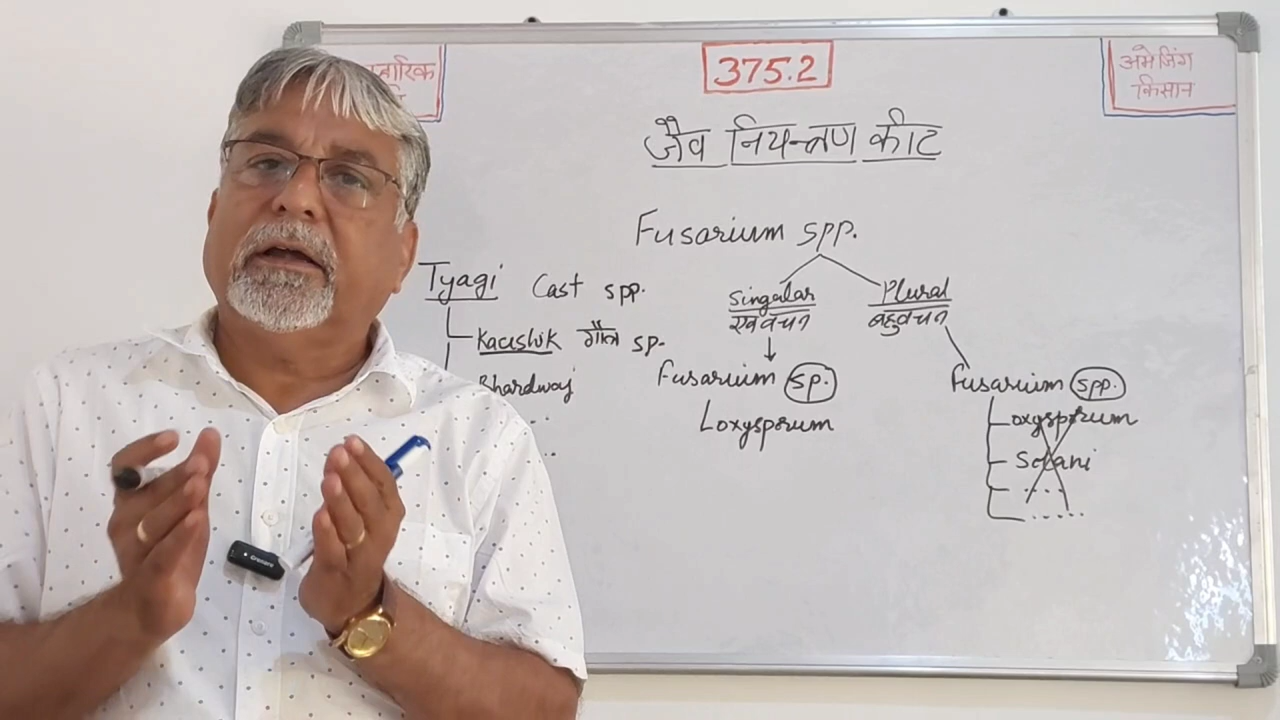 375.2
अमेजिंग
किसान
जैव नियन्त्रण कीट
Fusarium spp.
Tyagi Cast spp.
Kaushik गौत्र sp.
Bhardwaj
Singular
एकवचन
Plural
बहुवचन
Fusarium sp.
oxysporum
Fusarium spp.
oxysporum
Solani